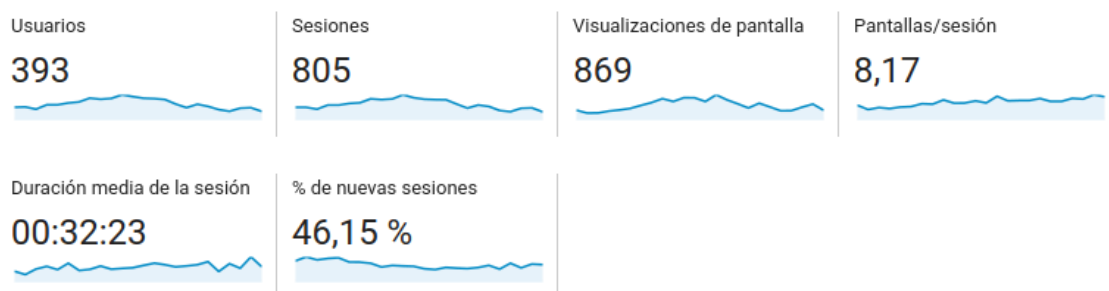 Usuarios
393
Sesiones
805
Visualizaciones de pantalla
869
Pantallas/sesión
8,17
Duración media de la sesión
00:32:23
% de nuevas sesiones
46,15 %